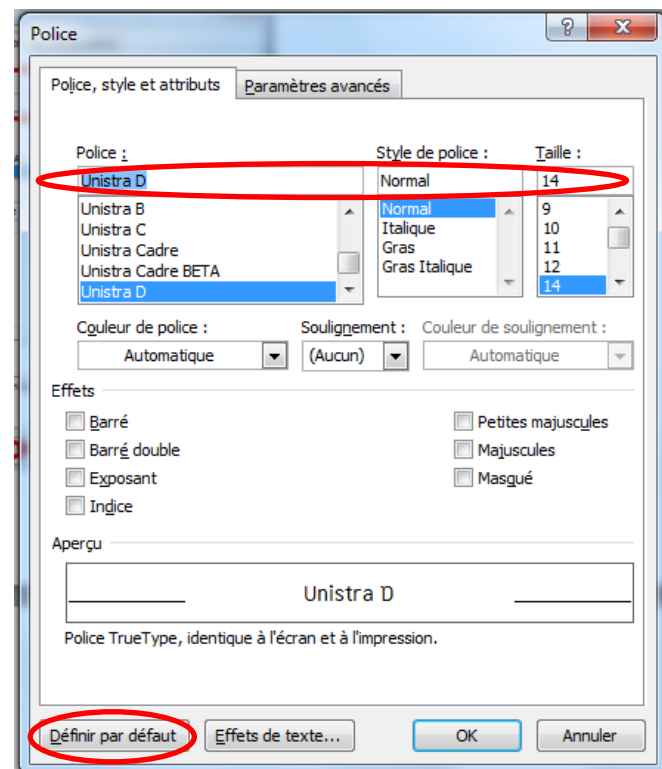 Police
Police, style et attributs Paramètres avancés
Police : Style de police : Taille :
Unistra D Normal 14
Unistra B Normal 9
Unistra C Italique 10
Unistra Cadre Gras 11
Unistra Cadre BETA Gras Italique 12
Unistra D 14
Couleur de police : Soulignement : Couleur de soulignement :
Automatique (Aucun) Automatique
Effets
Barré Petites majuscules
Barré double Majuscules
Exposant Masqué
Indice
Aperçu
Unistra D
Police TrueType, identique à l'écran et à l'impression.
Définir par défaut Effets de texte... OK Annuler